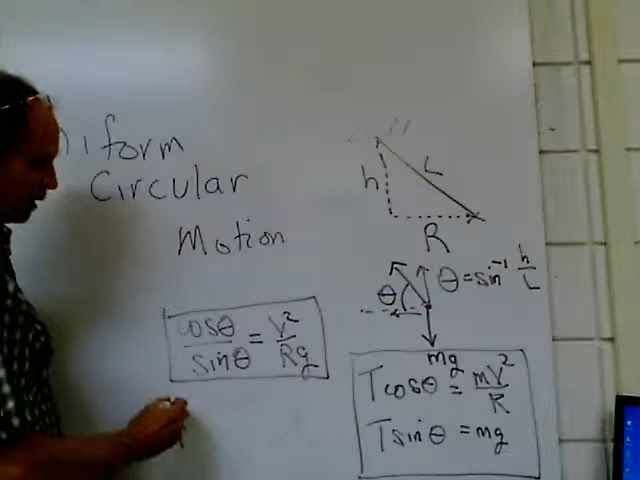 niform
Circular
Motion
h
L
R
θ
θ = sin⁻¹ h/L
mg
cosθ/sinθ = V²/Rg
Tcosθ = mV²/R
Tsinθ = mg